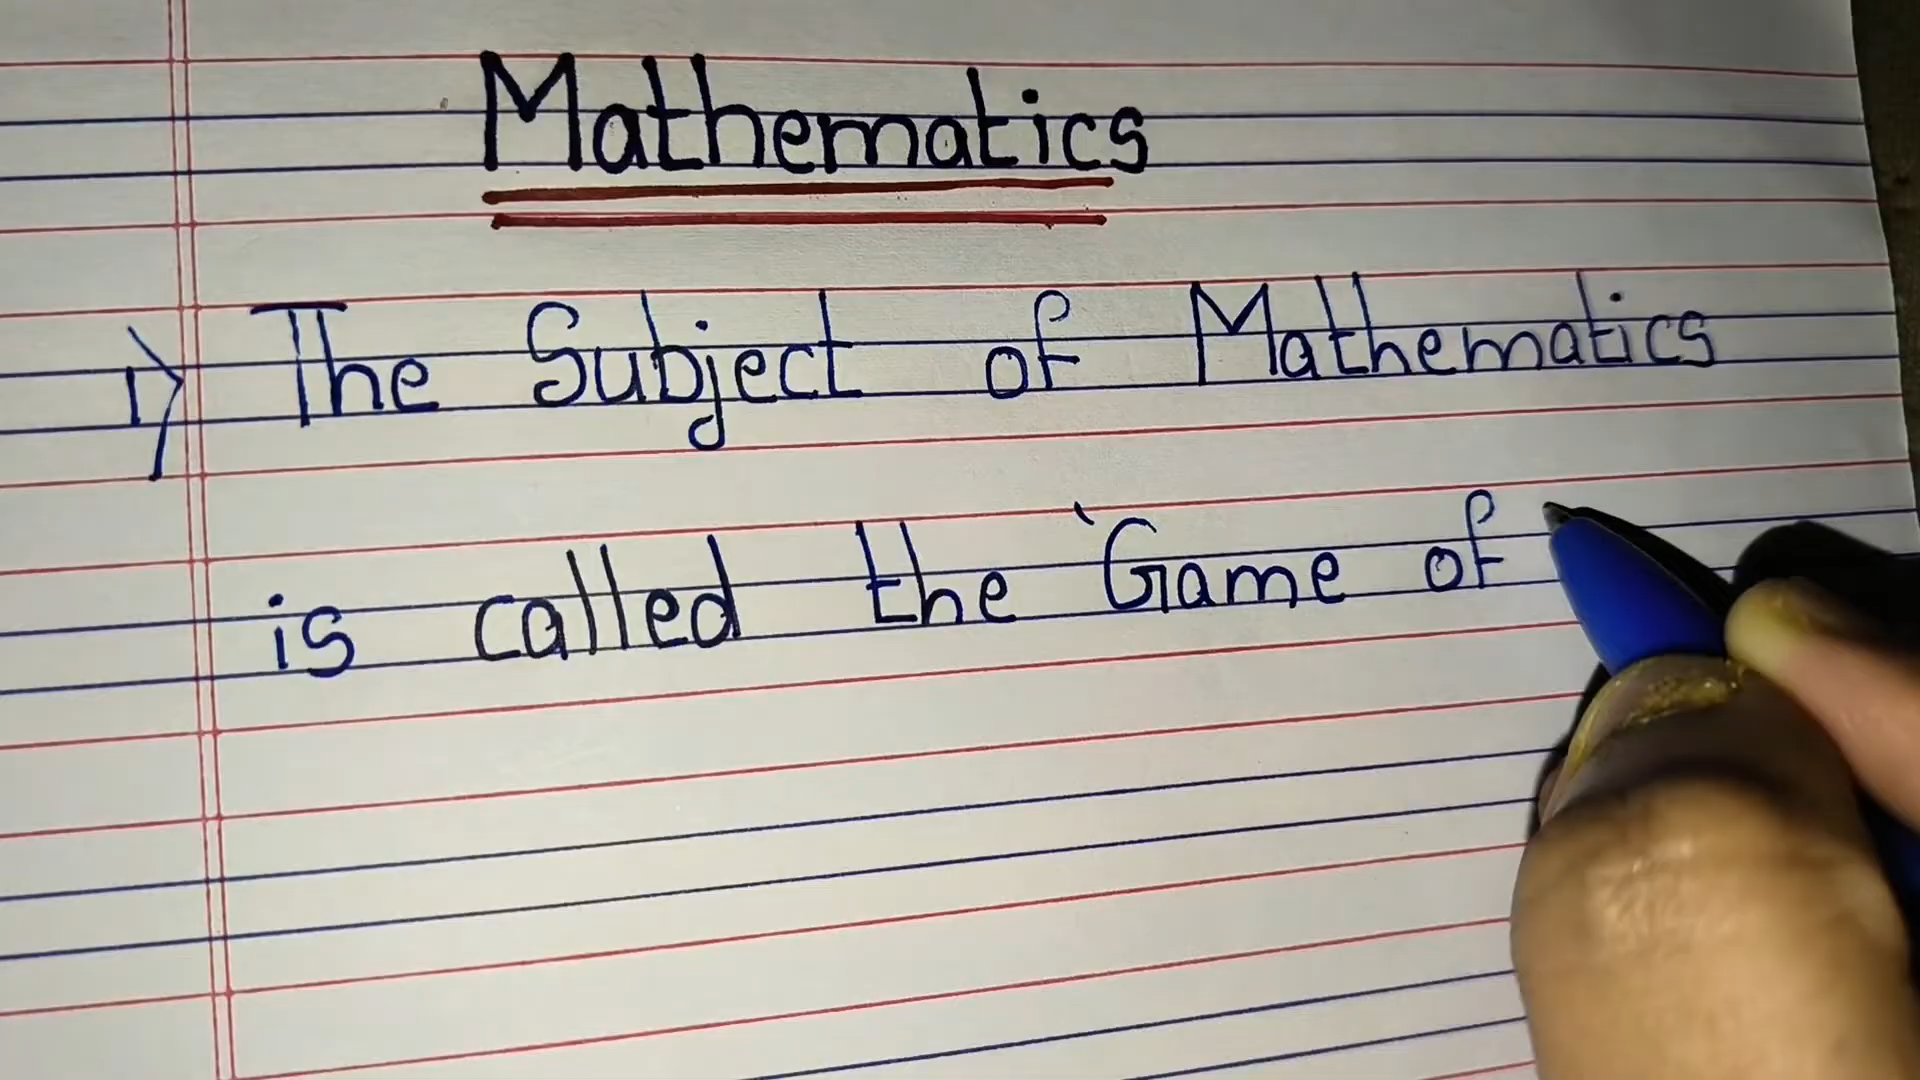 Mathematics
1) The Subject of Mathematics
is called the 'Game of